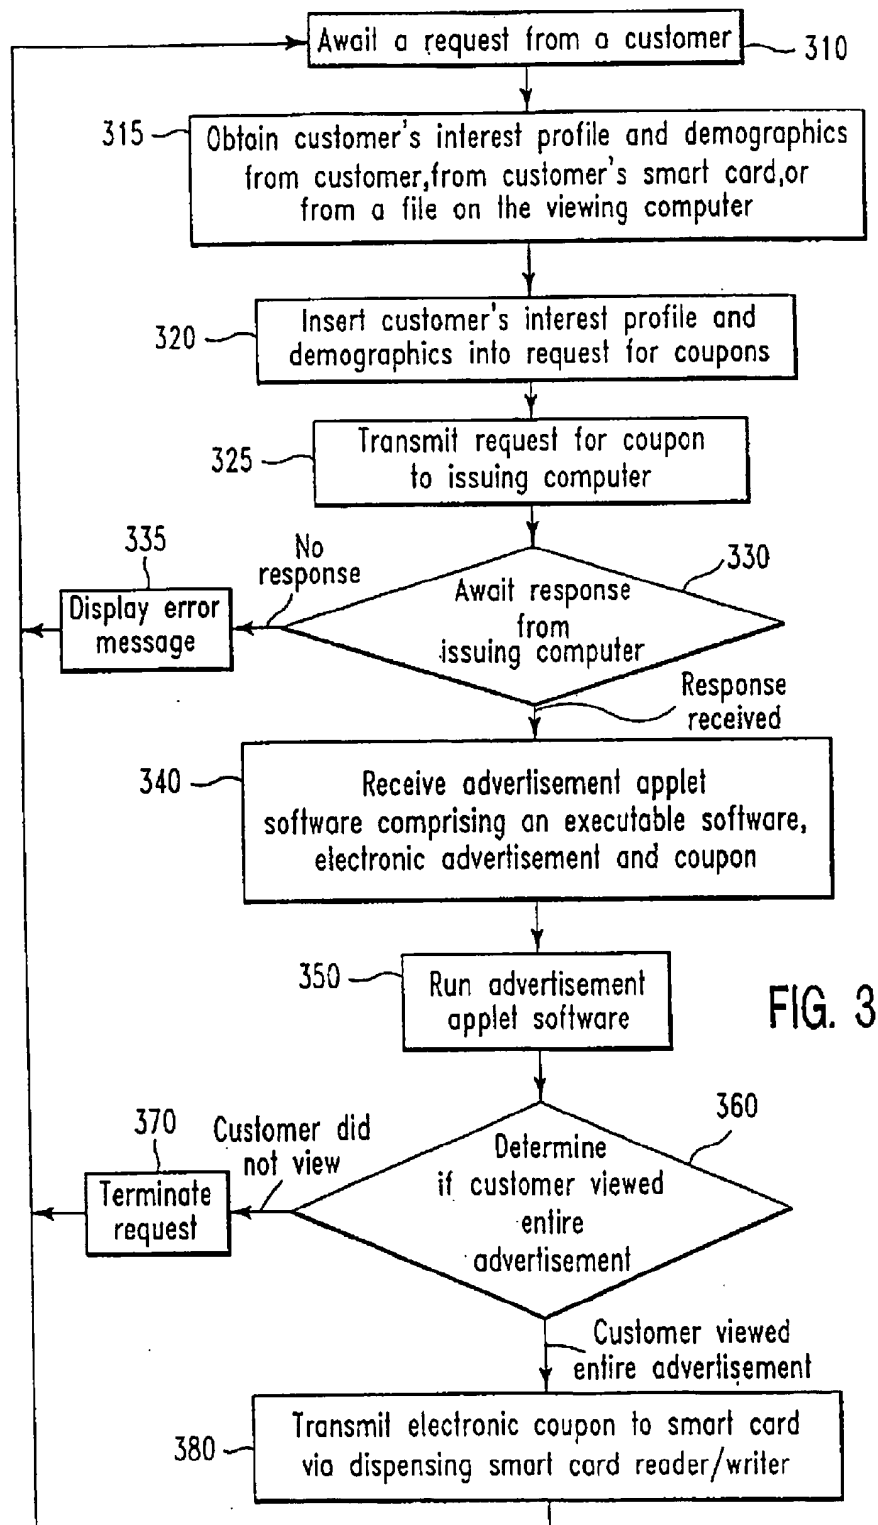 Await a request from a customer
310
315
Obtain customer's interest profile and demographics
from customer,from customer's smart card,or
from a file on the viewing computer
320
Insert customer's interest profile and
demographics into request for coupons
325
Transmit request for coupon
to issuing computer
335
No
response
330
Display error
message
Await response
from
issuing computer
Response
received
340
Receive advertisement applet
software comprising an executable software,
electronic advertisement and coupon
350
Run advertisement
applet software
FIG. 3
370
Customer did
not view
360
Terminate
request
Determine
if customer viewed
entire
advertisement
Customer viewed
entire advertisement
380
Transmit electronic coupon to smart card
via dispensing smart card reader/writer